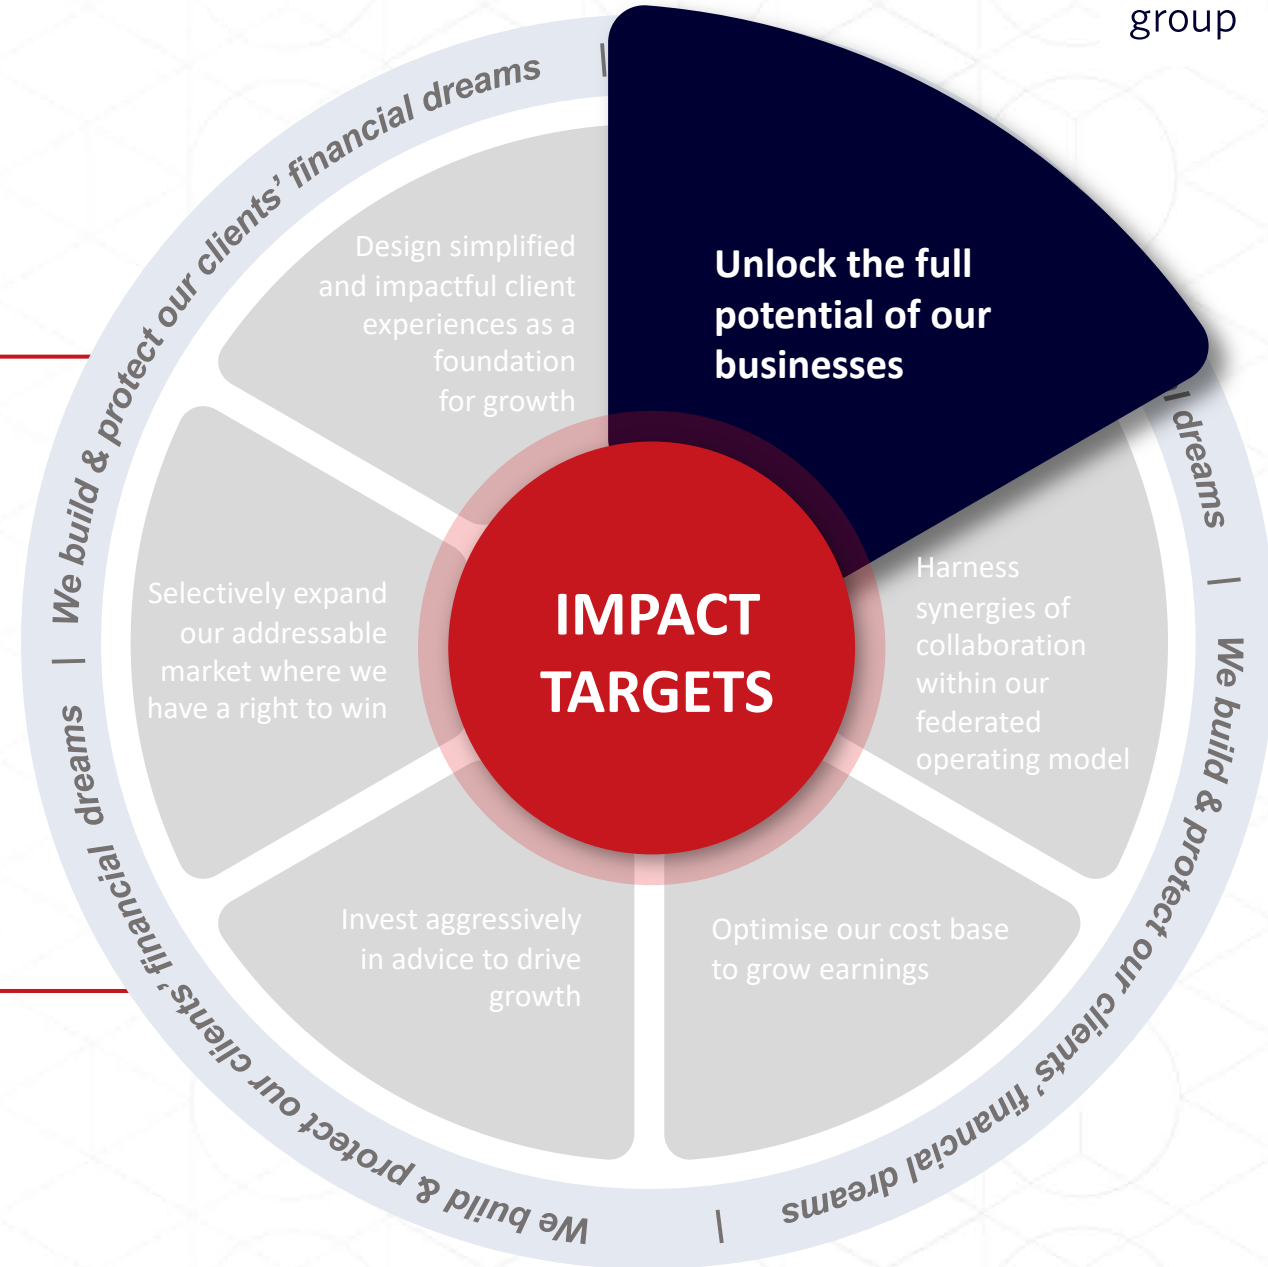 group
We build & protect our clients' financial dreams |
l dreams |
We build & protect our clients' financial dreams |
We build & protect our clients' financial dreams |
Design simplified
and impactful client
experiences as a
foundation
for growth
Unlock the full
potential of our
businesses
Selectively expand
our addressable
market where we
have a right to win
IMPACT
TARGETS
Harness
synergies of
collaboration
within our
federated
operating model
Invest aggressively
in advice to drive
growth
Optimise our cost base
to grow earnings